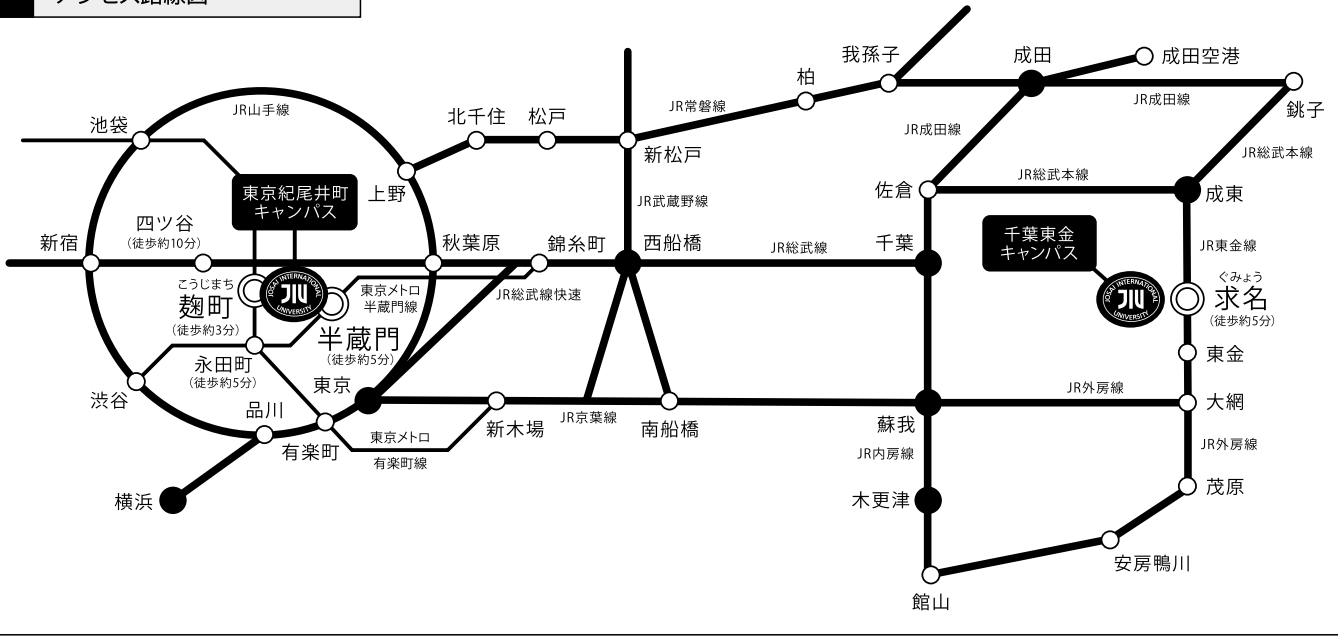 アクセス路線図
我孫子
成田
成田空港
柏
JR常磐線
JR成田線
銚子
JR山手線
池袋
北千住
松戸
新松戸
JR成田線
JR総武本線
東京紀尾井町
キャンパス
上野
JR武蔵野線
佐倉
JR総武本線
成東
四ツ谷
(徒歩約10分)
新宿
秋葉原
錦糸町
西船橋
JR総武線
千葉
千葉東金
キャンパス
JR東金線
こうじまち
麹町
(徒歩約3分)
JOSAI INTERNATIONAL
JIU
UNIVERSITY
東京メトロ
半蔵門線
JR総武線快速
JOSAI INTERNATIONAL
JIU
UNIVERSITY
ぐみょう
求名
(徒歩約5分)
半蔵門
(徒歩約5分)
永田町
(徒歩約5分)
東金
渋谷
東京
JR外房線
大網
品川
有楽町
東京メトロ
有楽町線
新木場
JR京葉線
南船橋
蘇我
JR内房線
JR外房線
横浜
木更津
茂原
安房鴨川
館山